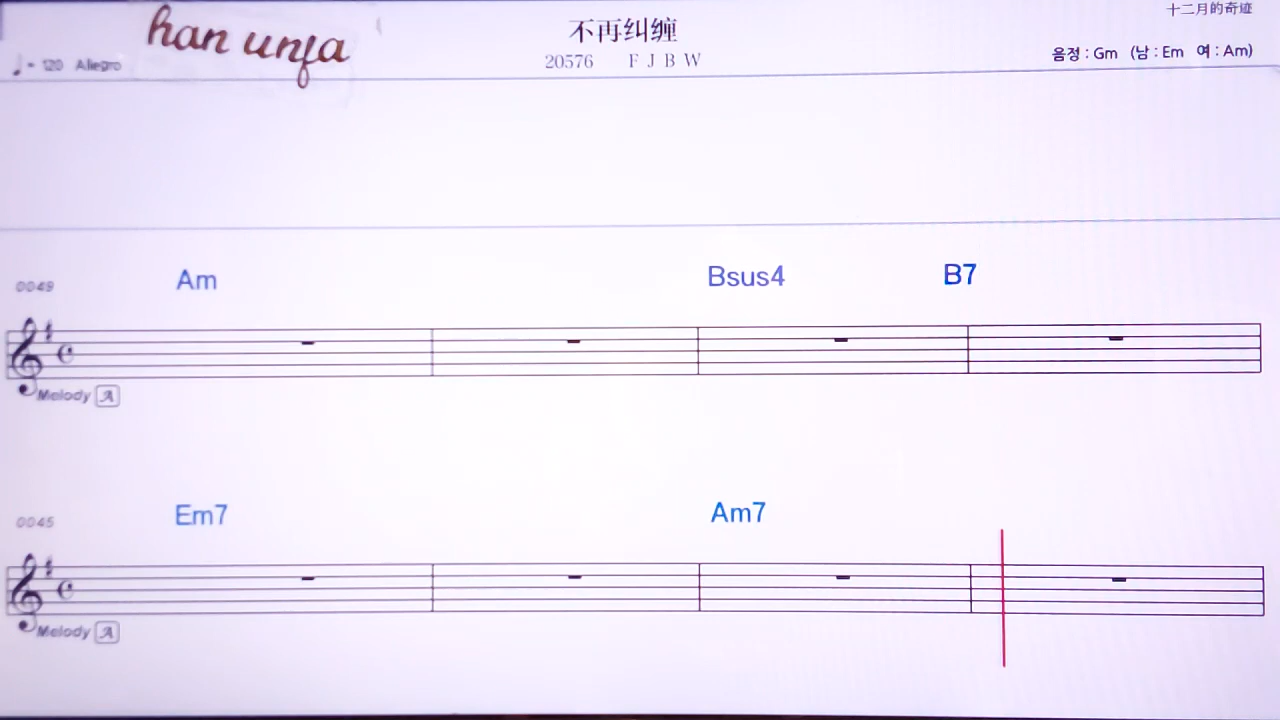 han unfa
不再纠缠
十二月的奇迹
♩= 120 Allegro
20576 F J B W
음정 : Gm (남 : Em 여 : Am)
0049 Am Bsus4 B7
Melody A
0045 Em7 Am7
Melody A